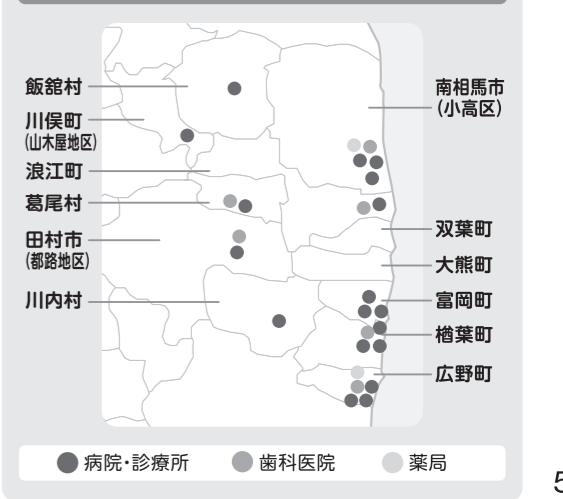 飯舘村
川俣町
(山木屋地区)
浪江町
葛尾村
田村市
(都路地区)
川内村
南相馬市
(小高区)
双葉町
大熊町
富岡町
楢葉町
広野町
病院・診療所
歯科医院
薬局
5